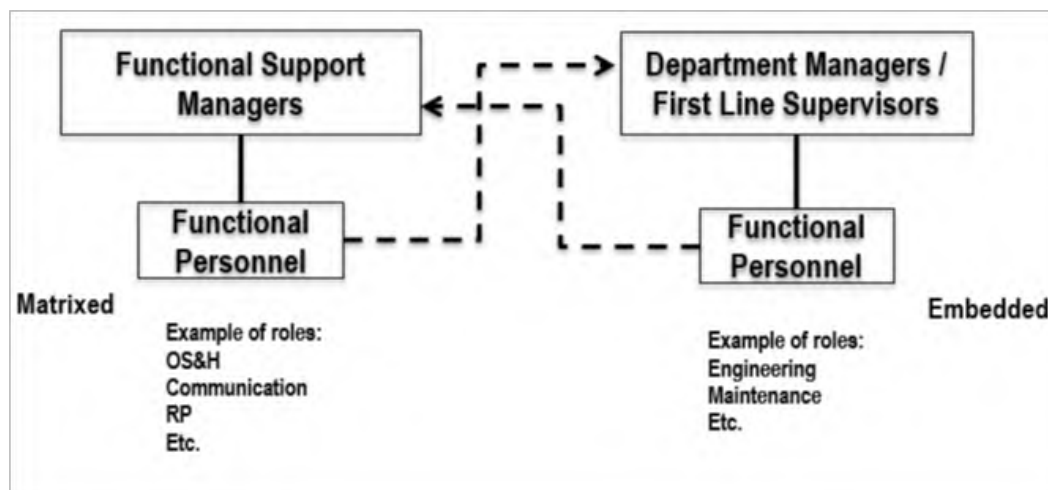 Functional Support
Managers
Department Managers /
First Line Supervisors
Functional
Personnel
Functional
Personnel
Matrixed
Embedded
Example of roles:
OS&H
Communication
RP
Etc.
Example of roles:
Engineering
Maintenance
Etc.